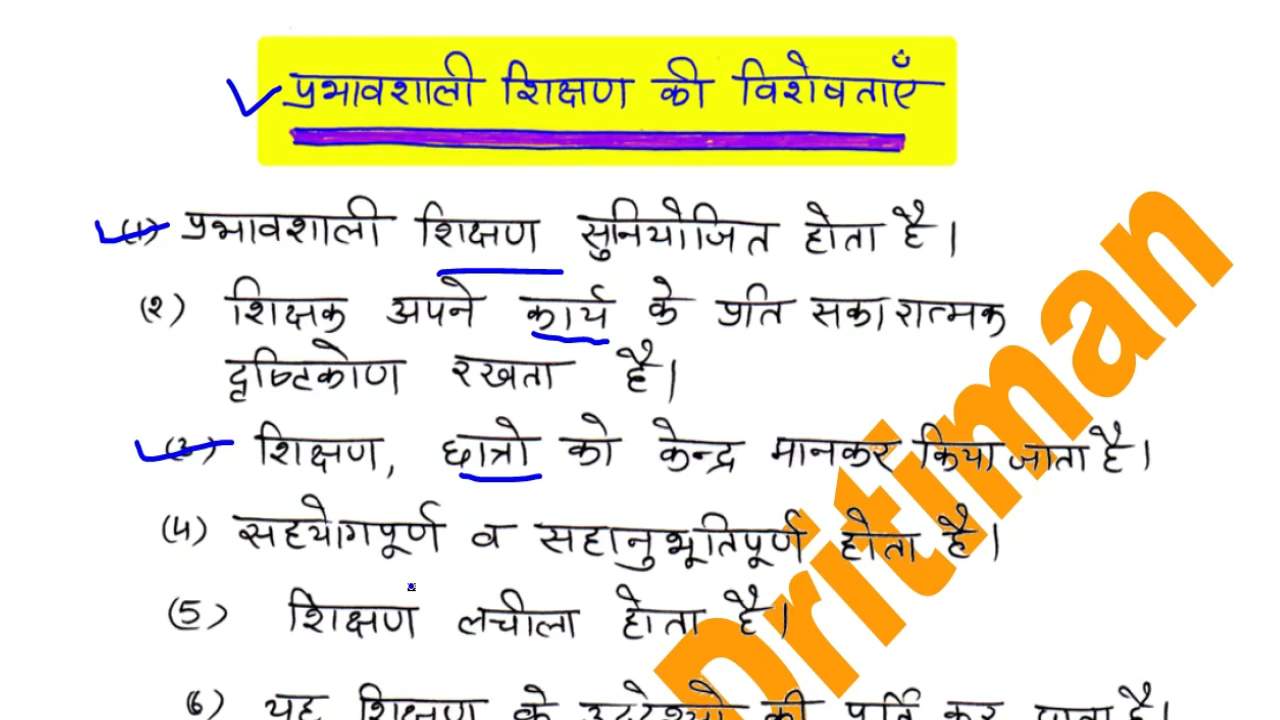 प्रभावशाली शिक्षण की विशेषताएँ
(1) प्रभावशाली शिक्षण सुनियोजित होता है।
(२) शिक्षक अपने कार्य के प्रति सकारात्मक
दृष्टिकोण रखता है।
(3) शिक्षण, छात्रो को केन्द्र मानकर किया जाता है।
(4) सहयोगपूर्ण व सहानुभूतिपूर्ण होता है।
(5) शिक्षण लचीला होता है।
(6) यह शिक्षण के उद्देश्यो की पूर्ति कर जाता है।
Dritiman